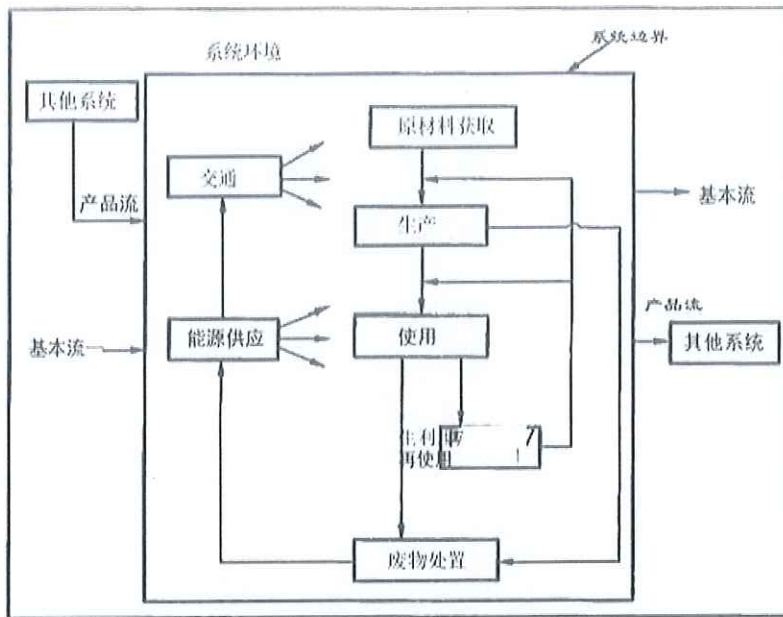 系统环境
系统边界
其他系统
原材料获取
交通
产品流
基本流
生产
能源供应
使用
产品流
基本流
其他系统
再使用
废物处置